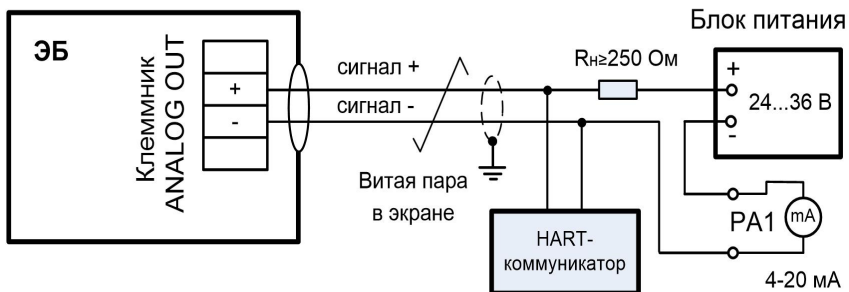 ЭБ
Клеммник
ANALOG OUT
+
-
сигнал +
сигнал -
Витая пара
в экране
Rн≥250 Ом
HART-
коммуникатор
Блок питания
+
24...36 В
-
PA1
mA
4-20 мА